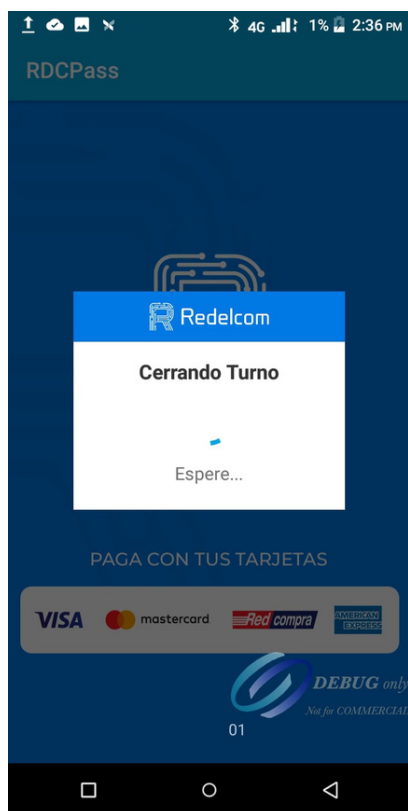 4G 1% 2:36 PM
RDCPass
Redelcom
Cerrando Turno
Espere...
PAGA CON TUS TARJETAS
VISA mastercard. Red compra AMERICAN EXPRESS
DEBUG only
Not for COMMERCIAL
01